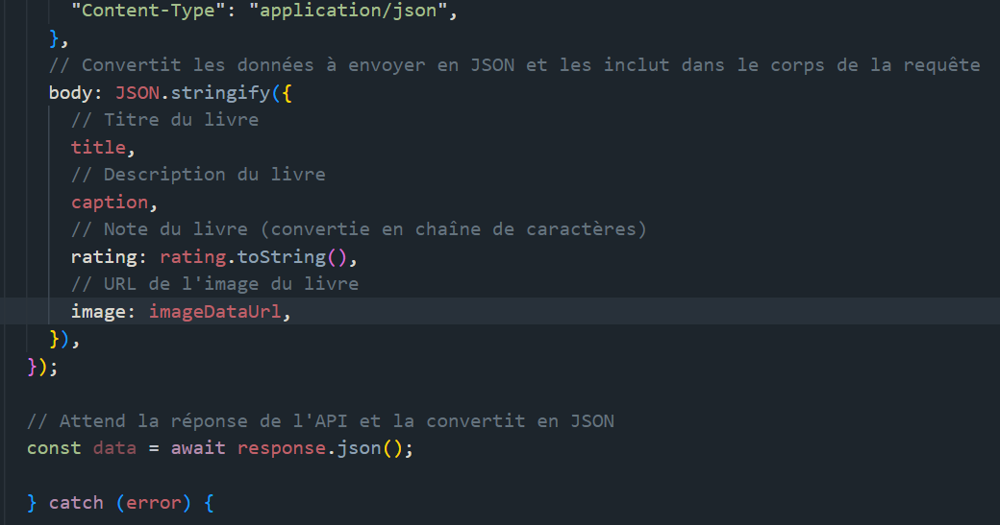 "Content-Type": "application/json",
},
// Convertit les données à envoyer en JSON et les inclut dans le corps de la requête
body: JSON.stringify({
// Titre du livre
title,
// Description du livre
caption,
// Note du livre (convertie en chaîne de caractères)
rating: rating.toString(),
// URL de l'image du livre
image: imageDataUrl,
}),
});
// Attend la réponse de l'API et la convertit en JSON
const data = await response.json();
} catch (error) {